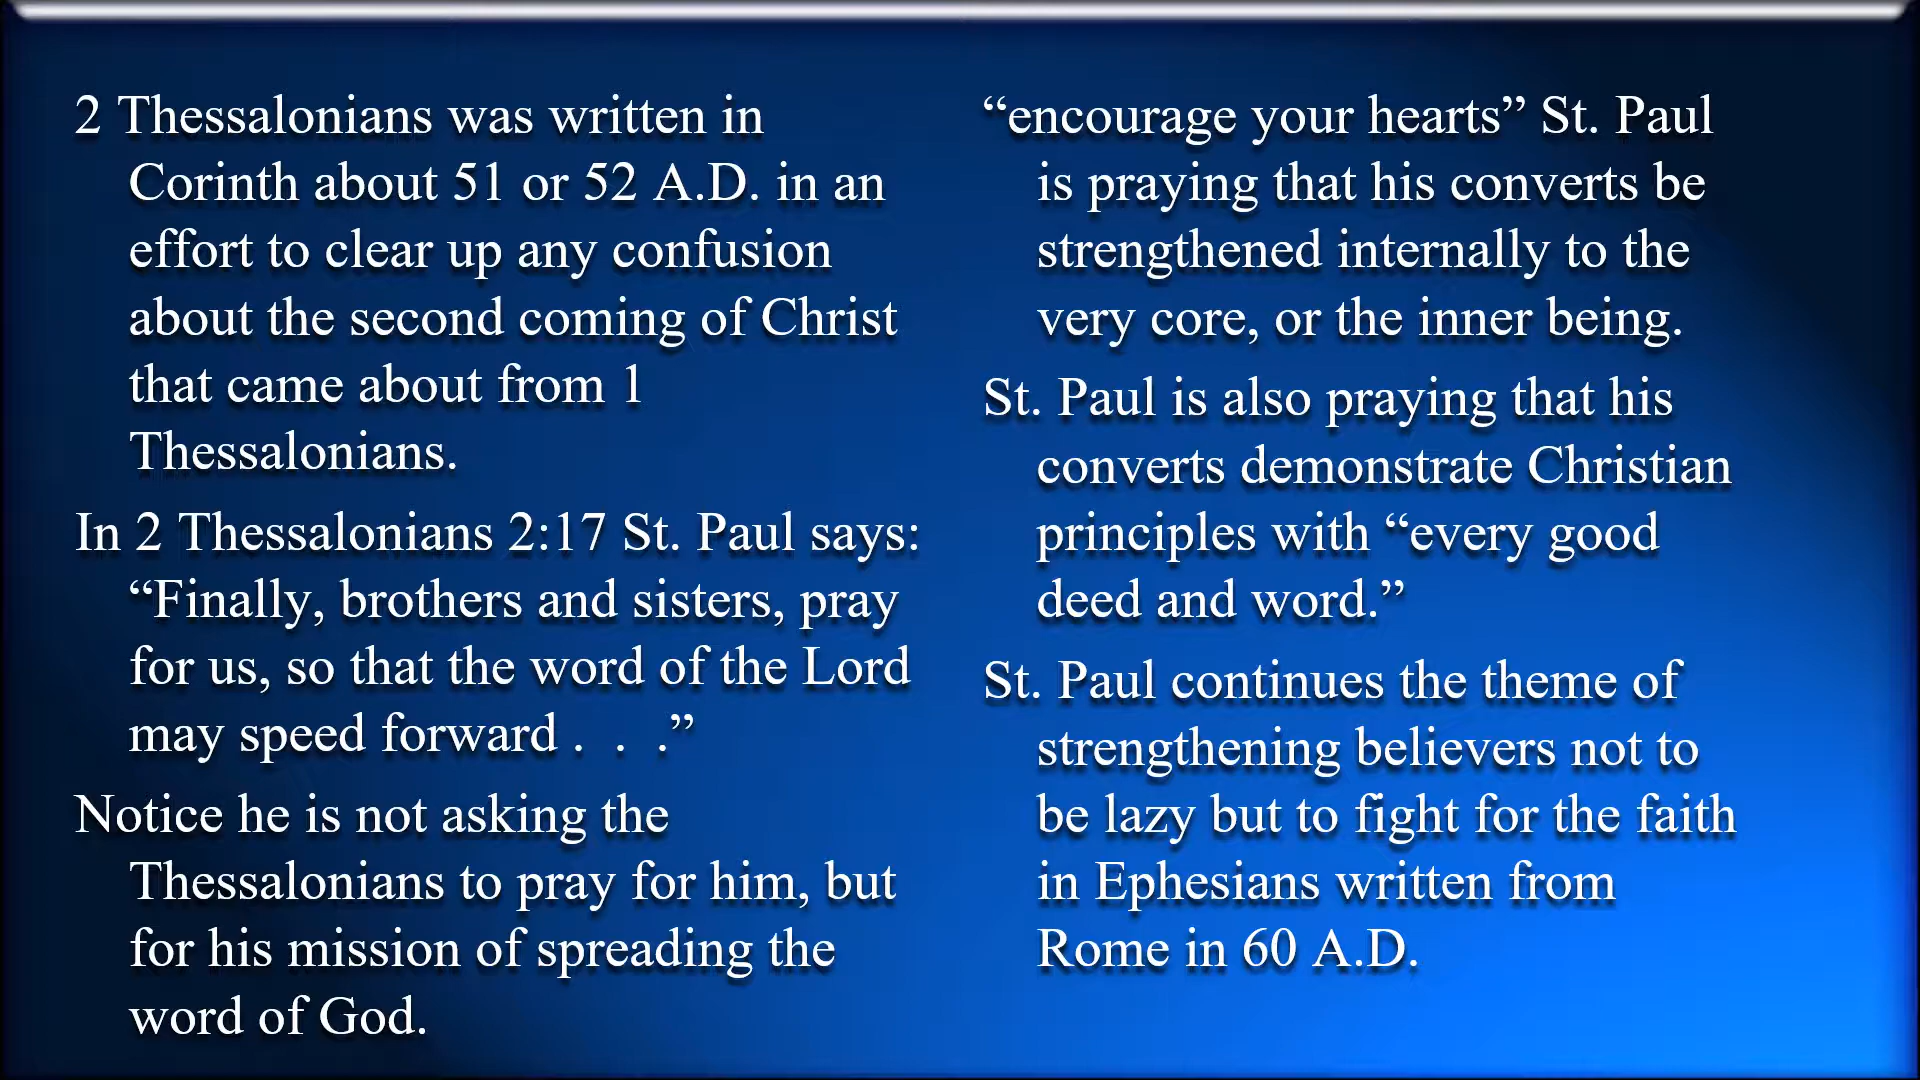 2 Thessalonians was written in
Corinth about 51 or 52 A.D. in an
effort to clear up any confusion
about the second coming of Christ
that came about from 1
Thessalonians.
In 2 Thessalonians 2:17 St. Paul says:
“Finally, brothers and sisters, pray
for us, so that the word of the Lord
may speed forward . . .”
Notice he is not asking the
Thessalonians to pray for him, but
for his mission of spreading the
word of God.
“encourage your hearts” St. Paul
is praying that his converts be
strengthened internally to the
very core, or the inner being.
St. Paul is also praying that his
converts demonstrate Christian
principles with “every good
deed and word.”
St. Paul continues the theme of
strengthening believers not to
be lazy but to fight for the faith
in Ephesians written from
Rome in 60 A.D.